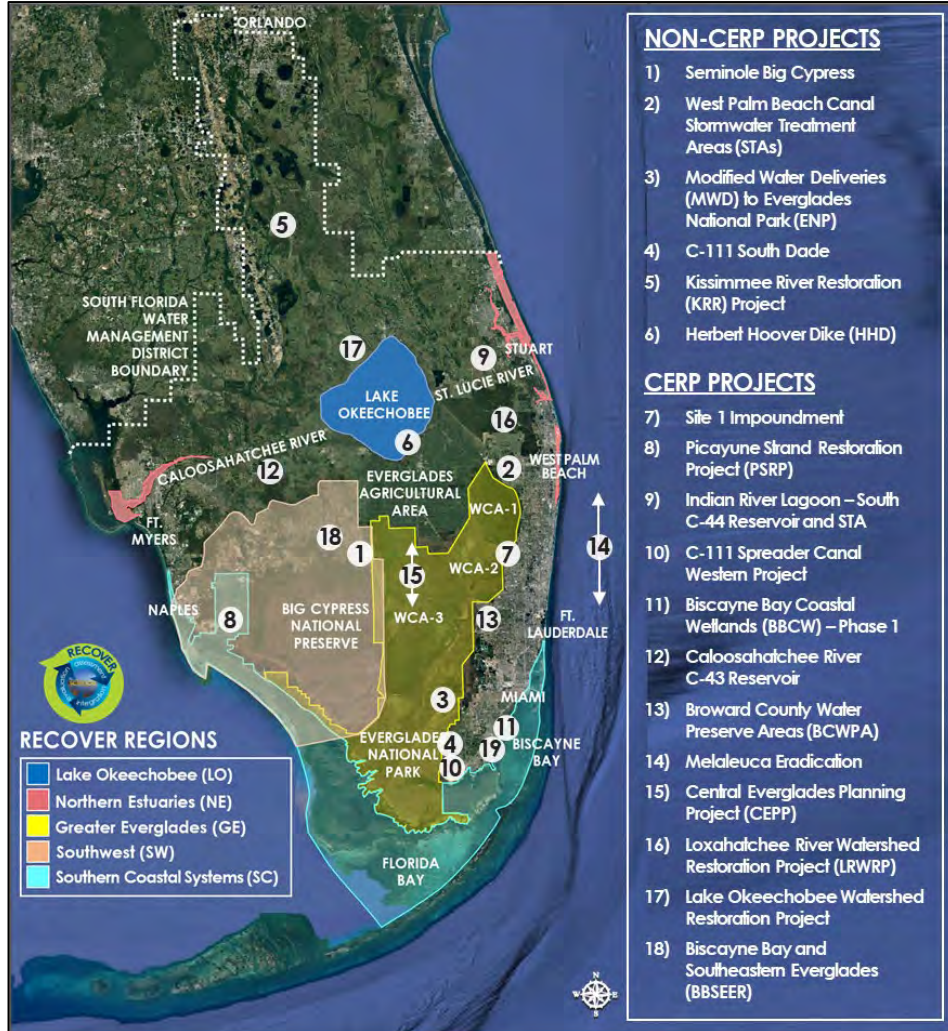 ORLANDO
5
SOUTH FLORIDA
WATER
MANAGEMENT
DISTRICT
BOUNDARY
17
9
STUART
ST. LUCIE RIVER
LAKE
OKEECHOBEE
16
6
CALOOSAHATCHEE RIVER
12
2
WEST PALM
BEACH
EVERGLADES
AGRICULTURAL
AREA
WCA-1
FT.
MYERS
18
1
15
WCA-2
7
14
WCA-3
NAPLES
8
BIG CYPRESS
NATIONAL
PRESERVE
13
FT.
LAUDERDALE
3
MIAMI
11
BISCAYNE
BAY
EVERGLADES
NATIONAL
PARK
4
19
10
FLORIDA
BAY
RECOVER
RECOVER REGIONS
Lake Okeechobee (LO)
Northern Estuaries (NE)
Greater Everglades (GE)
Southwest (SW)
Southern Coastal Systems (SC)
N
W E
S
NON-CERP PROJECTS
1) Seminole Big Cypress
2) West Palm Beach Canal
Stormwater Treatment
Areas (STAs)
3) Modified Water Deliveries
(MWD) to Everglades
National Park (ENP)
4) C-111 South Dade
5) Kissimmee River Restoration
(KRR) Project
6) Herbert Hoover Dike (HHD)
CERP PROJECTS
7) Site 1 Impoundment
8) Picayune Strand Restoration
Project (PSRP)
9) Indian River Lagoon – South
C-44 Reservoir and STA
10) C-111 Spreader Canal
Western Project
11) Biscayne Bay Coastal
Wetlands (BBCW) – Phase 1
12) Caloosahatchee River
C-43 Reservoir
13) Broward County Water
Preserve Areas (BCWPA)
14) Melaleuca Eradication
15) Central Everglades Planning
Project (CEPP)
16) Loxahatchee River Watershed
Restoration Project (LRWRP)
17) Lake Okeechobee Watershed
Restoration Project
18) Biscayne Bay and
Southeastern Everglades
(BBSEER)